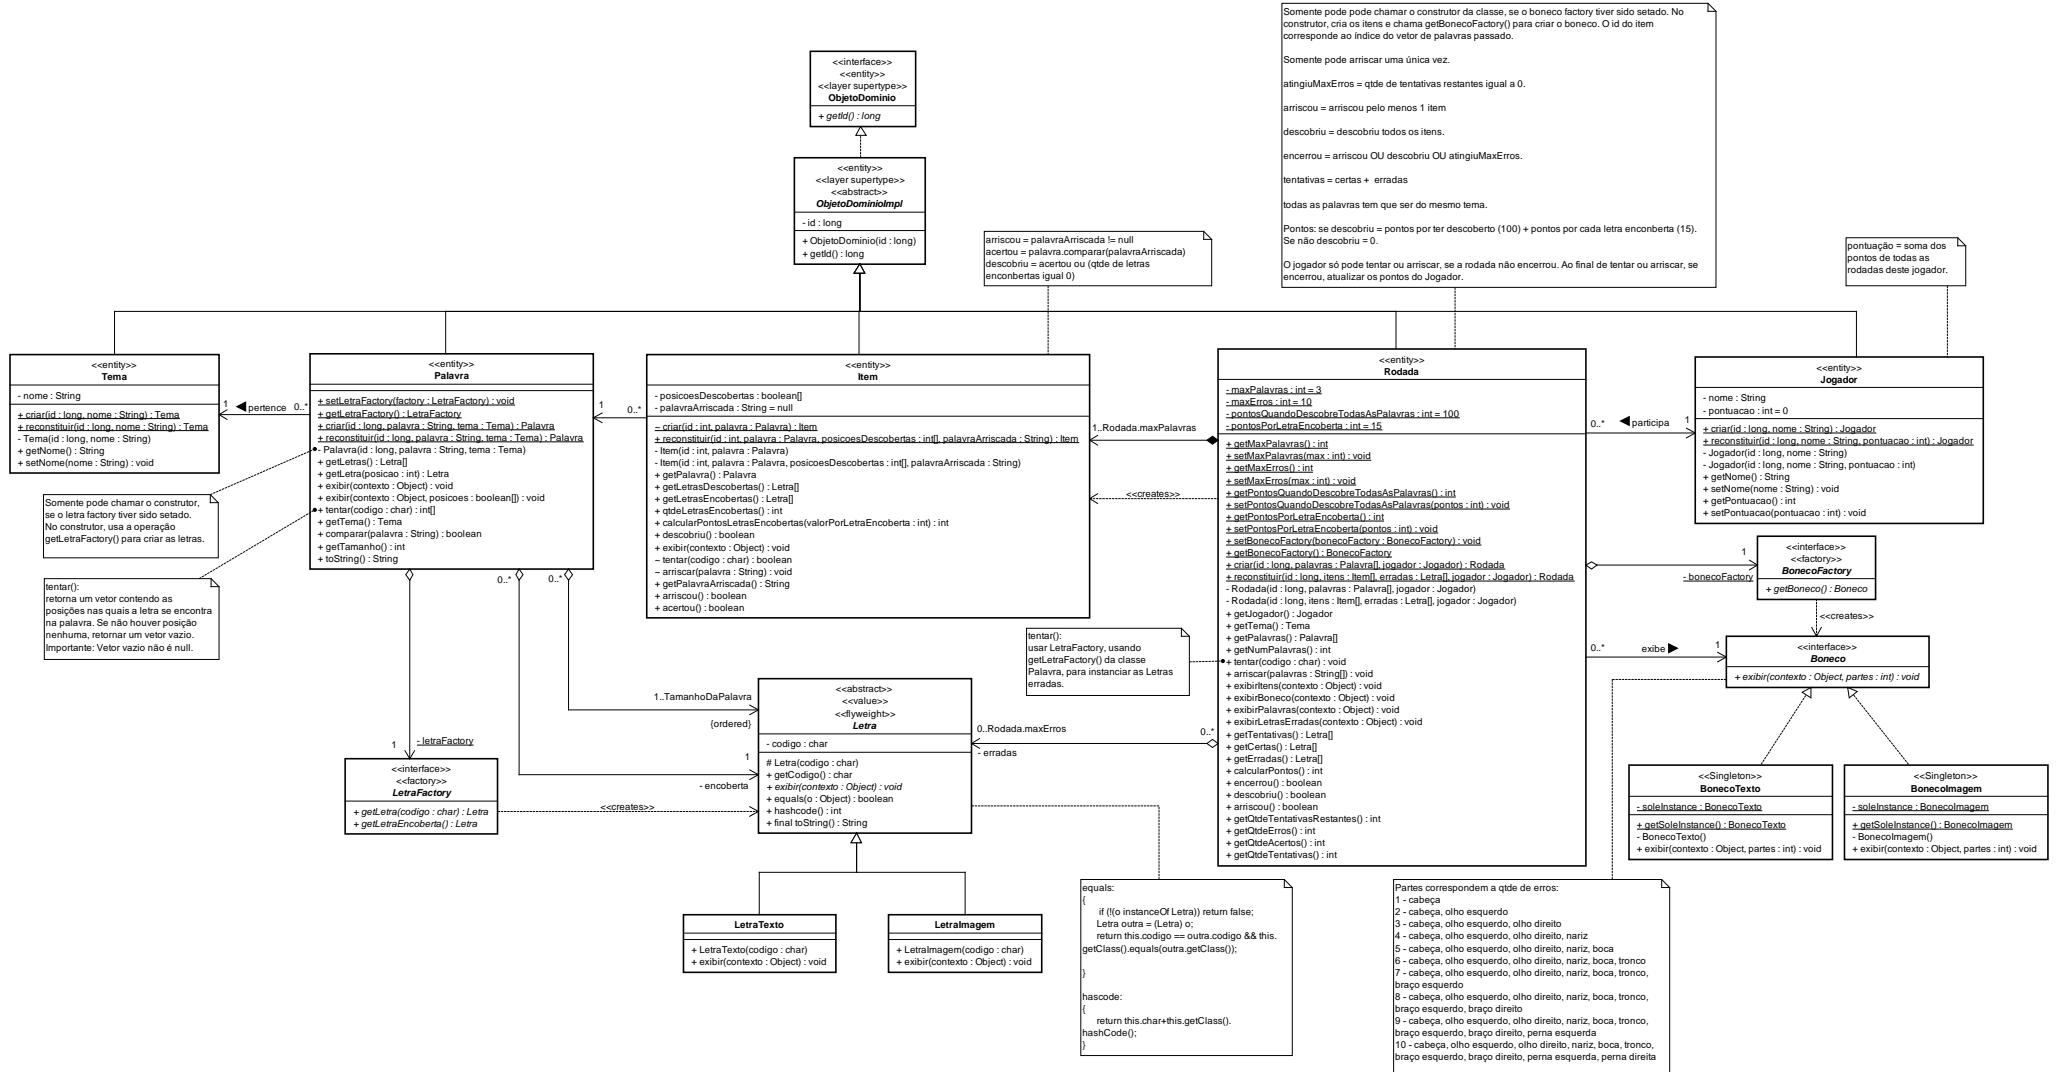 Somente pode pode chamar o construtor da classe, se o boneco factory tiver sido setado. No
construtor, cria os itens e chama getBonecoFactory() para criar o boneco. O id do item
corresponde ao índice do vetor de palavras passado.
Somente pode arriscar uma única vez.
atingiuMaxErros = qtde de tentativas restantes igual a 0.
arriscou = arriscou pelo menos 1 item
descobriu = descobriu todos os itens.
encerrou = arriscou OU descobriu OU atingiuMaxErros.
tentativas = certas +  erradas
todas as palavras tem que ser do mesmo tema.
Pontos: se descobriu = pontos por ter descoberto (100) + pontos por cada letra enconberta (15).
Se não descobriu = 0.
O jogador só pode tentar ou arriscar, se a rodada não encerrou. Ao final de tentar ou arriscar, se
encerrou, atualizar os pontos do Jogador.
<<interface>>
<<entity>>
<<layer supertype>>
ObjetoDominio
+ getId() : long
<<entity>>
<<layer supertype>>
<<abstract>>
ObjetoDominioImpl
- id : long
+ ObjetoDominio(id : long)
+ getId() : long
arriscou = palavraArriscada != null
acertou = palavra.comparar(palavraArriscada)
descobriu = acertou ou (qtde de letras
enconbertas igual 0)
pontuação = soma dos
pontos de todas as
rodadas deste jogador.
<<entity>>
Tema
- nome : String
+ criar(id : long, nome : String) : Tema
+ reconstituir(id : long, nome : String) : Tema
- Tema(id : long, nome : String)
+ getNome() : String
+ setNome(nome : String) : void
1
pertence
0..*
<<entity>>
Palavra
+ setLetraFactory(factory : LetraFactory) : void
+ getLetraFactory() : LetraFactory
+ criar(id : long, palavra : String, tema : Tema) : Palavra
+ reconstituir(id : long, palavra : String, tema : Tema) : Palavra
- Palavra(id : long, palavra : String, tema : Tema)
+ getLetras() : Letra[]
+ getLetra(posicao : int) : Letra
+ exibir(contexto : Object) : void
+ exibir(contexto : Object, posicoes : boolean[]) : void
+ tentar(codigo : char) : int[]
+ getTema() : Tema
+ comparar(palavra : String) : boolean
+ getTamanho() : int
+ toString() : String
1
0..*
<<entity>>
Item
- posicoesDescobertas : boolean[]
- palavraArriscada : String = null
~ criar(id : int, palavra : Palavra) : Item
+ reconstituir(id : int, palavra : Palavra, posicoesDescobertas : int[], palavraArriscada : String) : Item
- Item(id : int, palavra : Palavra)
- Item(id : int, palavra : Palavra, posicoesDescobertas : int[], palavraArriscada : String)
+ getPalavra() : Palavra
+ getLetrasDescobertas() : Letra[]
+ getLetrasEncobertas() : Letra[]
+ qtdeLetrasEncobertas() : int
+ calcularPontosLetrasEncobertas(valorPorLetraEncoberta : int) : int
+ descobriu() : boolean
+ exibir(contexto : Object) : void
~ tentar(codigo : char) : boolean
~ arriscar(palavra : String) : void
+ getPalavraArriscada() : String
+ arriscou() : boolean
+ acertou() : boolean
1..Rodada.maxPalavras
<<creates>>
<<entity>>
Rodada
- maxPalavras : int = 3
- maxErros : int = 10
- pontosQuandoDescobreTodasAsPalavras : int = 100
- pontosPorLetraEncoberta : int = 15
+ getMaxPalavras() : int
+ setMaxPalavras(max : int) : void
+ getMaxErros() : int
+ setMaxErros(max : int) : void
+ getPontosQuandoDescobreTodasAsPalavras() : int
+ setPontosQuandoDescobreTodasAsPalavras(pontos : int) : void
+ getPontosPorLetraEncoberta() : int
+ setPontosPorLetraEncoberta(pontos : int) : void
+ setBonecoFactory(bonecoFactory : BonecoFactory) : void
+ getBonecoFactory() : BonecoFactory
+ criar(id : long, palavras : Palavra[], jogador : Jogador) : Rodada
+ reconstituir(id : long, itens : Item[], erradas : Letra[], jogador : Jogador) : Rodada
- Rodada(id : long, palavras : Palavra[], jogador : Jogador)
- Rodada(id : long, itens : Item[], erradas : Letra[], jogador : Jogador)
+ getJogador() : Jogador
+ getTema() : Tema
+ getPalavras() : Palavra[]
+ getNumPalavras() : int
+ tentar(codigo : char) : void
+ arriscar(palavras : String[]) : void
+ exibirItens(contexto : Object) : void
+ exibirBoneco(contexto : Object) : void
+ exibirPalavras(contexto : Object) : void
+ exibirLetrasErradas(contexto : Object) : void
+ getTentativas() : Letra[]
+ getCertas() : Letra[]
+ getErradas() : Letra[]
+ calcularPontos() : int
+ encerrou() : boolean
+ descobriu() : boolean
+ arriscou() : boolean
+ getQtdeTentativasRestantes() : int
+ getQtdeErros() : int
+ getQtdeAcertos() : int
+ getQtdeTentativas() : int
0..*
participa
1
<<entity>>
Jogador
- nome : String
- pontuacao : int = 0
+ criar(id : long, nome : String) : Jogador
+ reconstituir(id : long, nome : String, pontuacao : int) : Jogador
- Jogador(id : long, nome : String)
- Jogador(id : long, nome : String, pontuacao : int)
+ getNome() : String
+ setNome(nome : String) : void
+ getPontuacao() : int
+ setPontuacao(pontuacao : int) : void
Somente pode chamar o construtor,
se o letra factory tiver sido setado.
No construtor, usa a operação
getLetraFactory() para criar as letras.
tentar():
retorna um vetor contendo as
posições nas quais a letra se encontra
na palavra. Se não houver posição
nenhuma, retornar um vetor vazio.
Importante: Vetor vazio não é null.
1
- bonecoFactory
<<interface>>
<<factory>>
BonecoFactory
+ getBoneco() : Boneco
<<creates>>
0..*
exibe
1
<<interface>>
Boneco
+ exibir(contexto : Object, partes : int) : void
tentar():
usar LetraFactory, usando
getLetraFactory() da classe
Palavra, para instanciar as Letras
erradas.
0..*
0..*
1..TamanhoDaPalavra
{ordered}
1
- encoberta
1
- letraFactory
<<interface>>
<<factory>>
LetraFactory
+ getLetra(codigo : char) : Letra
+ getLetraEncoberta() : Letra
<<creates>>
<<abstract>>
<<value>>
<<flyweight>>
Letra
- codigo : char
# Letra(codigo : char)
+ getCodigo() : char
+ exibir(contexto : Object) : void
+ equals(o : Object) : boolean
+ hashcode() : int
+ final toString() : String
0..Rodada.maxErros
- erradas
0..*
<<Singleton>>
BonecoTexto
- soleInstance : BonecoTexto
+ getSoleInstance() : BonecoTexto
- BonecoTexto()
+ exibir(contexto : Object, partes : int) : void
<<Singleton>>
BonecoImagem
- soleInstance : BonecoImagem
+ getSoleInstance() : BonecoImagem
- BonecoImagem()
+ exibir(contexto : Object, partes : int) : void
LetraTexto
+ LetraTexto(codigo : char)
+ exibir(contexto : Object) : void
LetraImagem
+ LetraImagem(codigo : char)
+ exibir(contexto : Object) : void
equals:
{
if (!(o instanceOf Letra)) return false;
Letra outra = (Letra) o;
return this.codigo == outra.codigo && this.
getClass().equals(outra.getClass());
}
hascode:
{
return this.char+this.getClass().
hashCode();
}
Partes correspondem a qtde de erros:
1 - cabeça
2 - cabeça, olho esquerdo
3 - cabeça, olho esquerdo, olho direito
4 - cabeça, olho esquerdo, olho direito, nariz
5 - cabeça, olho esquerdo, olho direito, nariz, boca
6 - cabeça, olho esquerdo, olho direito, nariz, boca, tronco
7 - cabeça, olho esquerdo, olho direito, nariz, boca, tronco,
braço esquerdo
8 - cabeça, olho esquerdo, olho direito, nariz, boca, tronco,
braço esquerdo, braço direito
9 - cabeça, olho esquerdo, olho direito, nariz, boca, tronco,
braço esquerdo, braço direito, perna esquerda
10 - cabeça, olho esquerdo, olho direito, nariz, boca, tronco,
braço esquerdo, braço direito, perna esquerda, perna direita